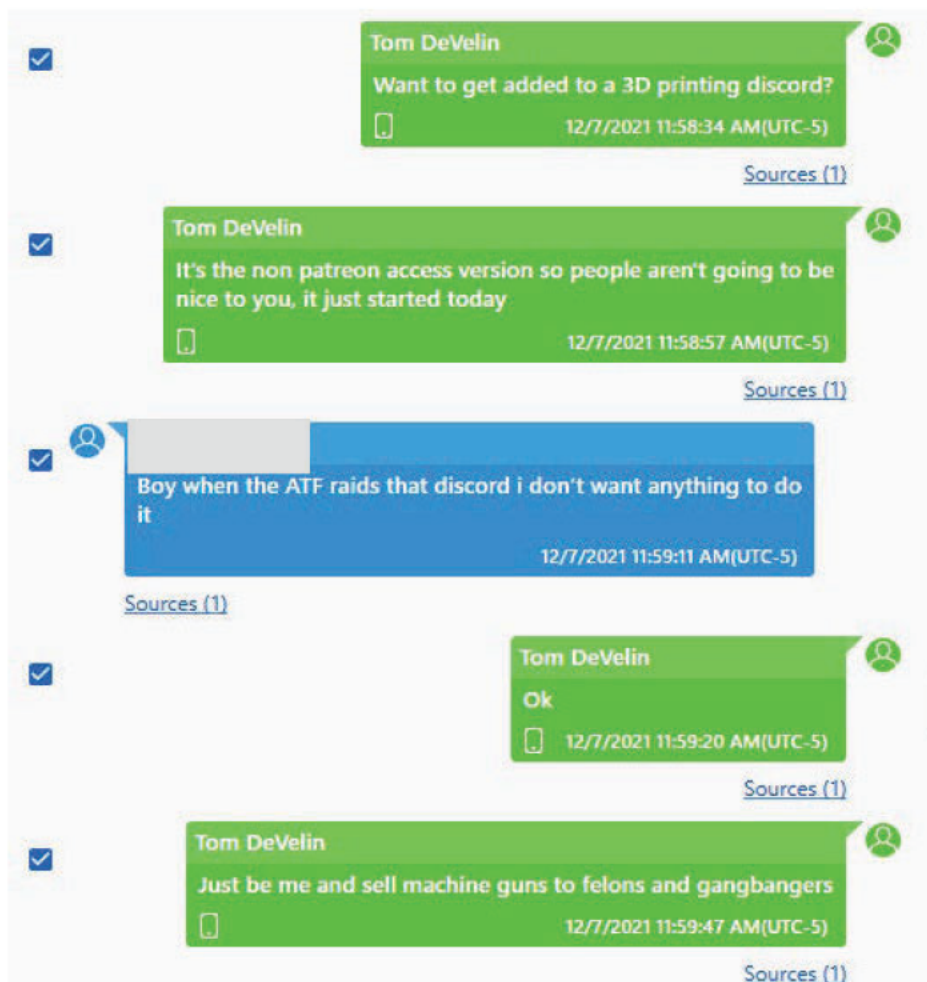 Tom DeVelin
Want to get added to a 3D printing discord?
12/7/2021 11:58:34 AM(UTC-5)
Sources (1)
Tom DeVelin
It's the non patreon access version so people aren't going to be
nice to you, it just started today
12/7/2021 11:58:57 AM(UTC-5)
Sources (1)
Boy when the ATF raids that discord i don't want anything to do
it
12/7/2021 11:59:11 AM(UTC-5)
Sources (1)
Tom DeVelin
Ok
12/7/2021 11:59:20 AM(UTC-5)
Sources (1)
Tom DeVelin
Just be me and sell machine guns to felons and gangbangers
12/7/2021 11:59:47 AM(UTC-5)
Sources (1)